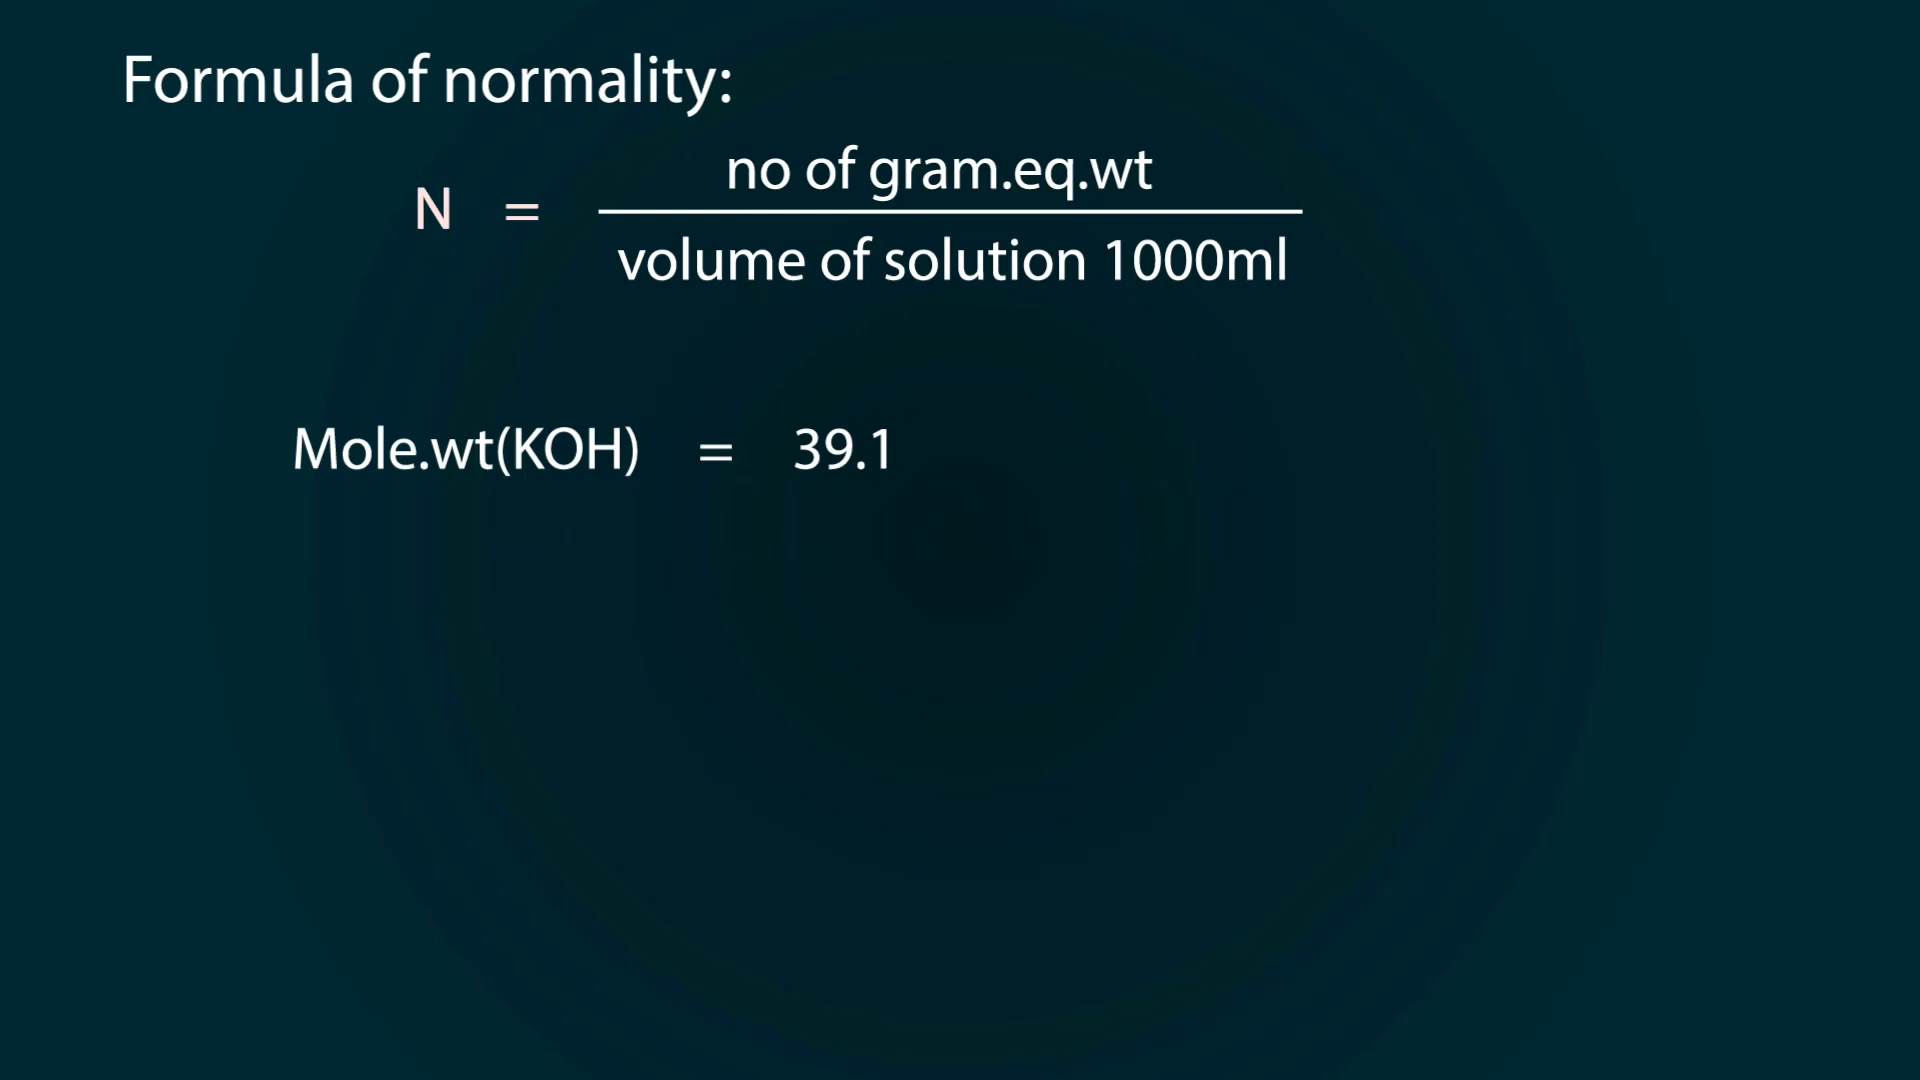 Formula of normality:
no of gram.eq.wt
N =
volume of solution 1000ml
Mole.wt(KOH) = 39.1